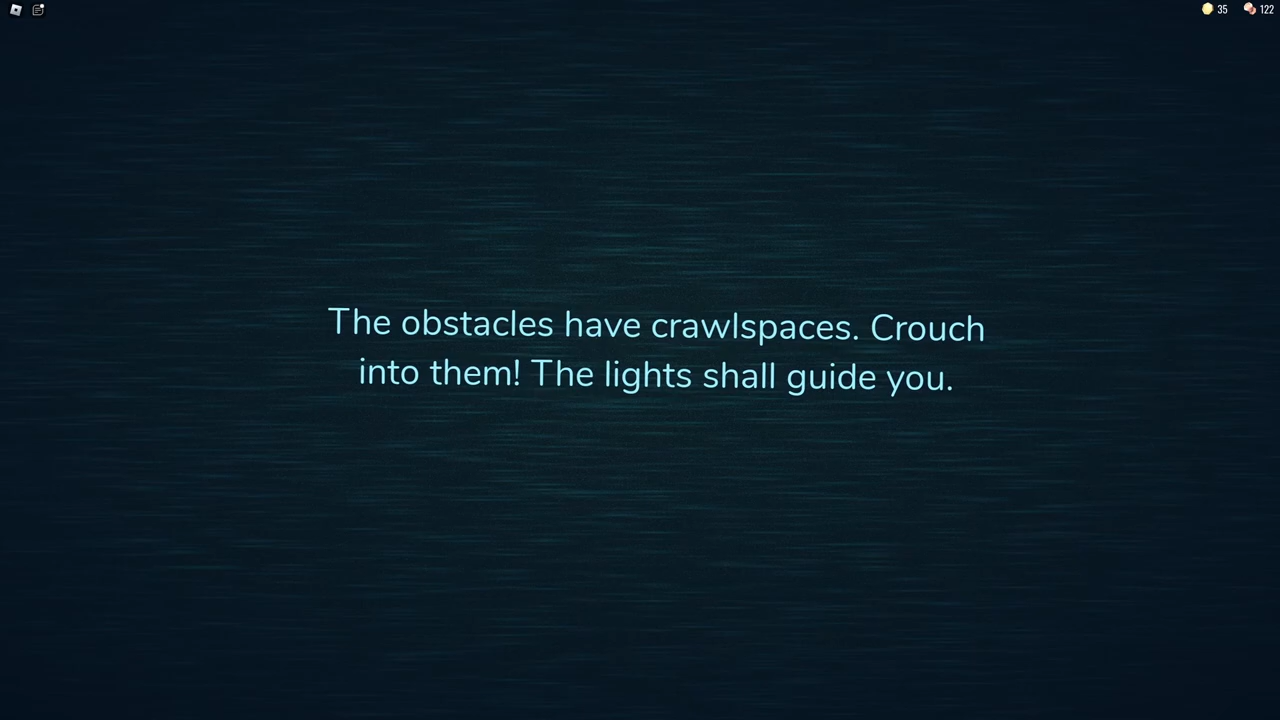 35 122
The obstacles have crawlspaces. Crouch
into them! The lights shall guide you.